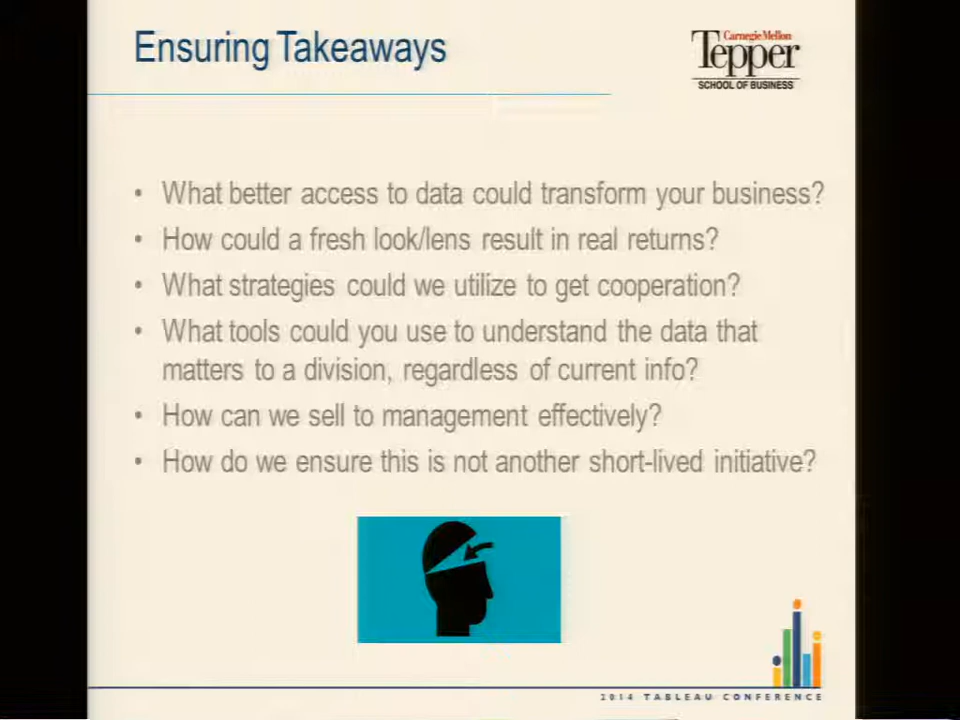 Ensuring Takeaways
Carnegie Mellon
Tepper
SCHOOL OF BUSINESS
• What better access to data could transform your business?
• How could a fresh look/lens result in real returns?
• What strategies could we utilize to get cooperation?
• What tools could you use to understand the data that
matters to a division, regardless of current info?
• How can we sell to management effectively?
• How do we ensure this is not another short-lived initiative?
2014 TABLEAU CONFERENCE